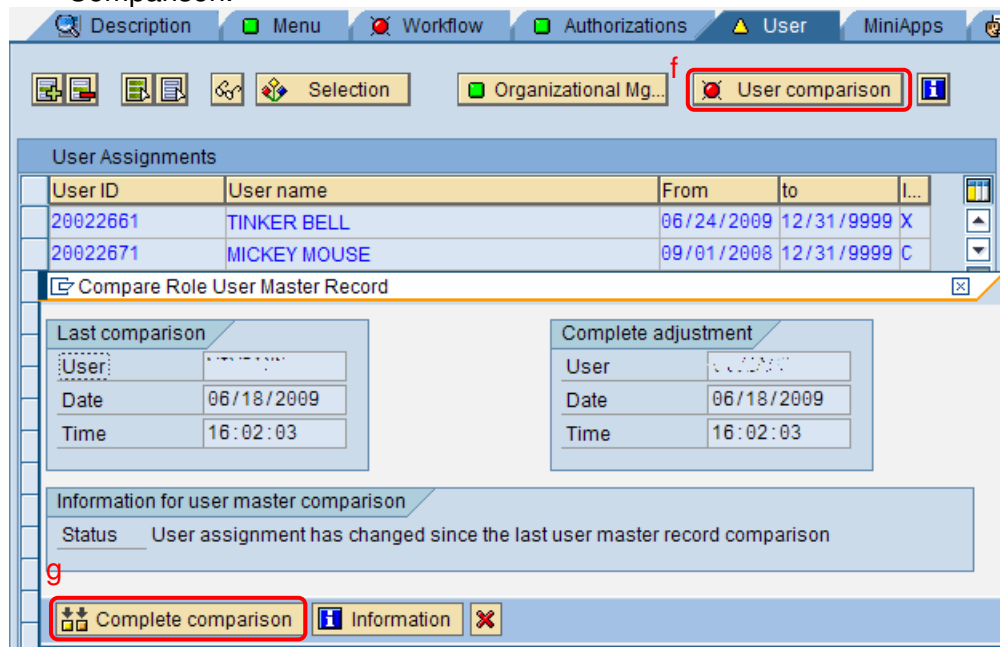 Comparison.
Description Menu Workflow Authorizations User MiniApps
f
Selection Organizational Mg... User comparison
User Assignments
User ID User name From to I...
20022661 TINKER BELL 06/24/2009 12/31/9999 X
20022671 MICKEY MOUSE 09/01/2008 12/31/9999 C
Compare Role User Master Record
Last comparison Complete adjustment
User User
Date 06/18/2009 Date 06/18/2009
Time 16:02:03 Time 16:02:03
Information for user master comparison
Status User assignment has changed since the last user master record comparison
g
Complete comparison Information